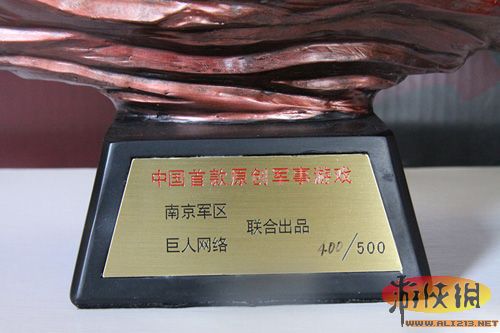 中国首款原创军事游戏
南京军区
巨人网络
联合出品
400/500
游侠网
WWW.ALI213.NET